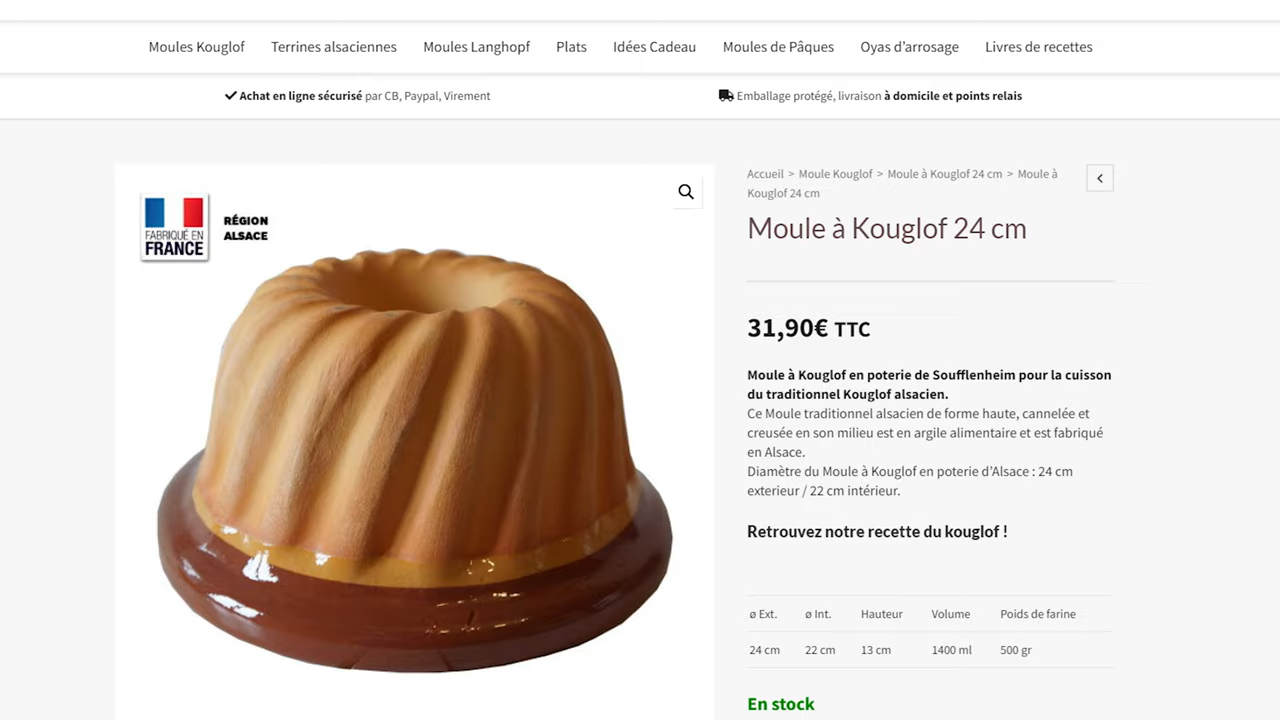 Moules Kouglof Terrines alsaciennes Moules Langhopf Plats Idées Cadeau Moules de Pâques Oyas d’arrosage Livres de recettes
Achat en ligne sécurisé par CB, Paypal, Virement
Emballage protégé, livraison à domicile et points relais
FABRIQUÉ EN
FRANCE
RÉGION
ALSACE
Accueil > Moule Kouglof > Moule à Kouglof 24 cm > Moule à
Kouglof 24 cm
Moule à Kouglof 24 cm
31,90€ TTC
Moule à Kouglof en poterie de Soufflenheim pour la cuisson
du traditionnel Kouglof alsacien.
Ce Moule traditionnel alsacien de forme haute, cannelée et
creusée en son milieu est en argile alimentaire et est fabriqué
en Alsace.
Diamètre du Moule à Kouglof en poterie d’Alsace : 24 cm
exterieur / 22 cm intérieur.
Retrouvez notre recette du kouglof !
ø Ext. ø Int. Hauteur Volume Poids de farine
24 cm 22 cm 13 cm 1400 ml 500 gr
En stock